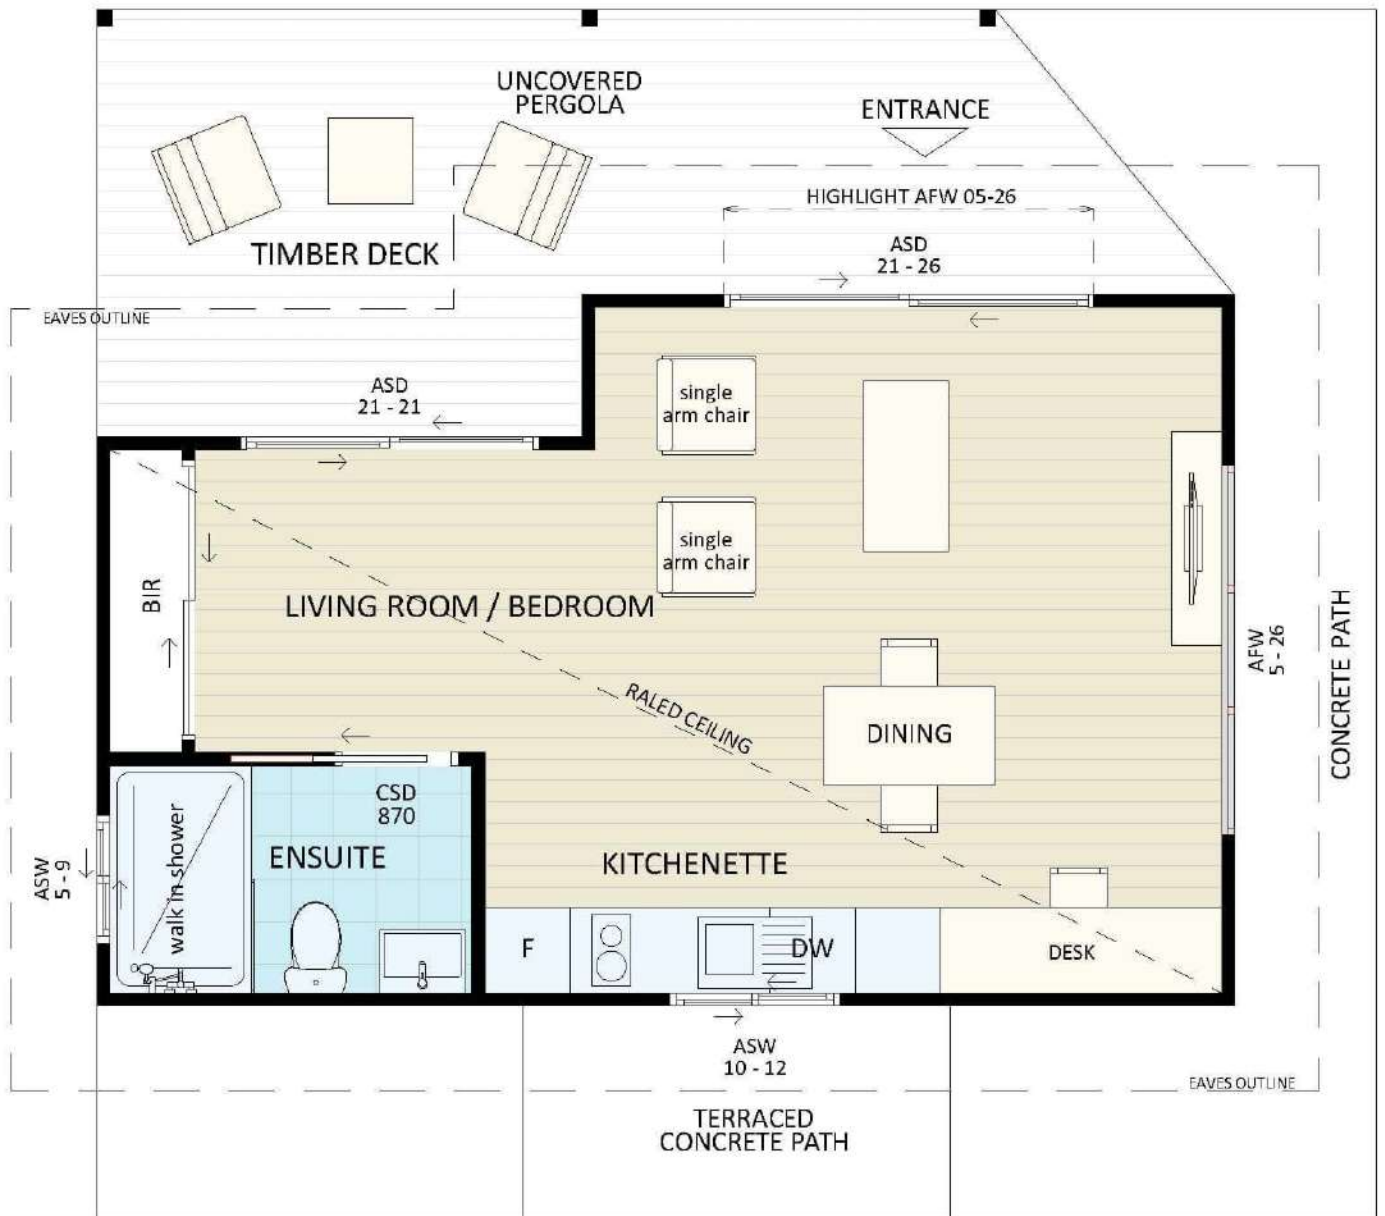 UNCOVERED
PERGOLA
ENTRANCE
HIGHLIGHT AFW 05-26
TIMBER DECK
ASD
21 - 26
EAVES OUTLINE
ASD
21 - 21
single
arm chair
single
arm chair
BIR
LIVING ROOM / BEDROOM
AFW
5 - 26
CONCRETE PATH
RALED CEILING
DINING
CSD
870
ENSUITE
KITCHENETTE
ASW
5 - 9
walk in shower
F
DW
DESK
ASW
10 - 12
EAVES OUTLINE
TERRACED
CONCRETE PATH